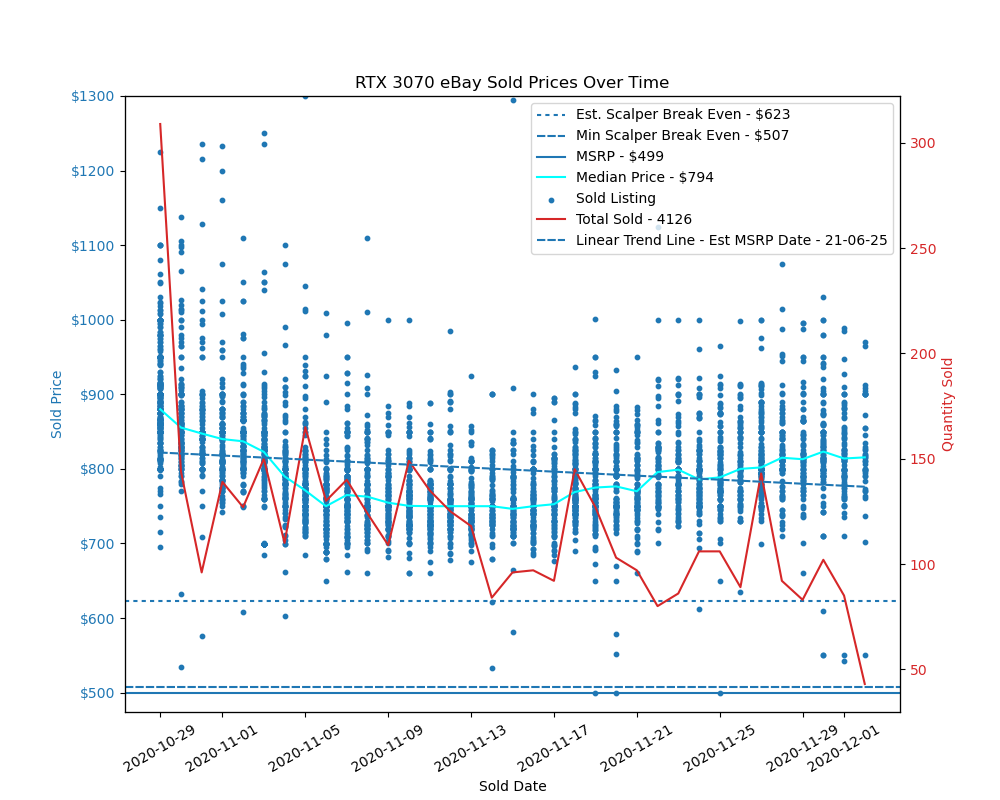 RTX 3070 eBay Sold Prices Over Time
$1300
$1200
$1100
$1000
$900
$800
$700
$600
$500
Sold Price
Est. Scalper Break Even - $623
Min Scalper Break Even - $507
MSRP - $499
Median Price - $794
Sold Listing
Total Sold - 4126
Linear Trend Line - Est MSRP Date - 21-06-25
300
250
200
150
100
50
Quantity Sold
2020-10-29
2020-11-01
2020-11-05
2020-11-09
2020-11-13
2020-11-17
2020-11-21
2020-11-25
2020-11-29
2020-12-01
Sold Date